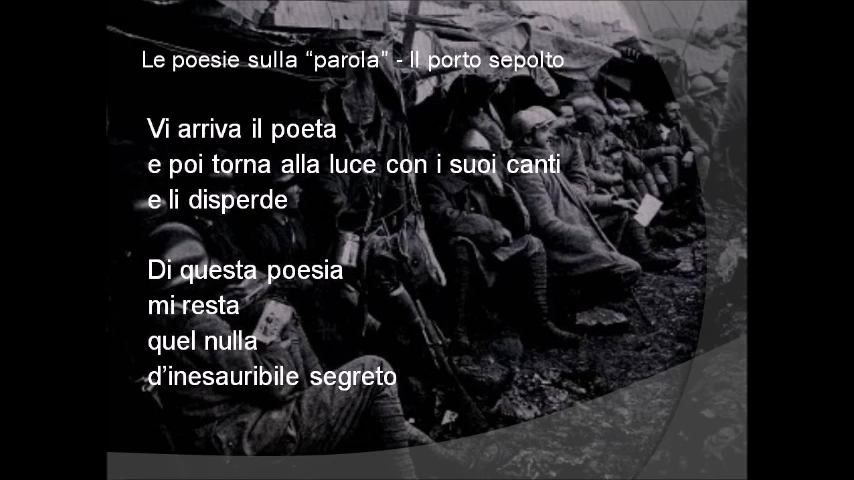 Le poesie sulla “parola” - Il porto sepolto
Vi arriva il poeta
e poi torna alla luce con i suoi canti
e li disperde
Di questa poesia
mi resta
quel nulla
d’inesauribile segreto